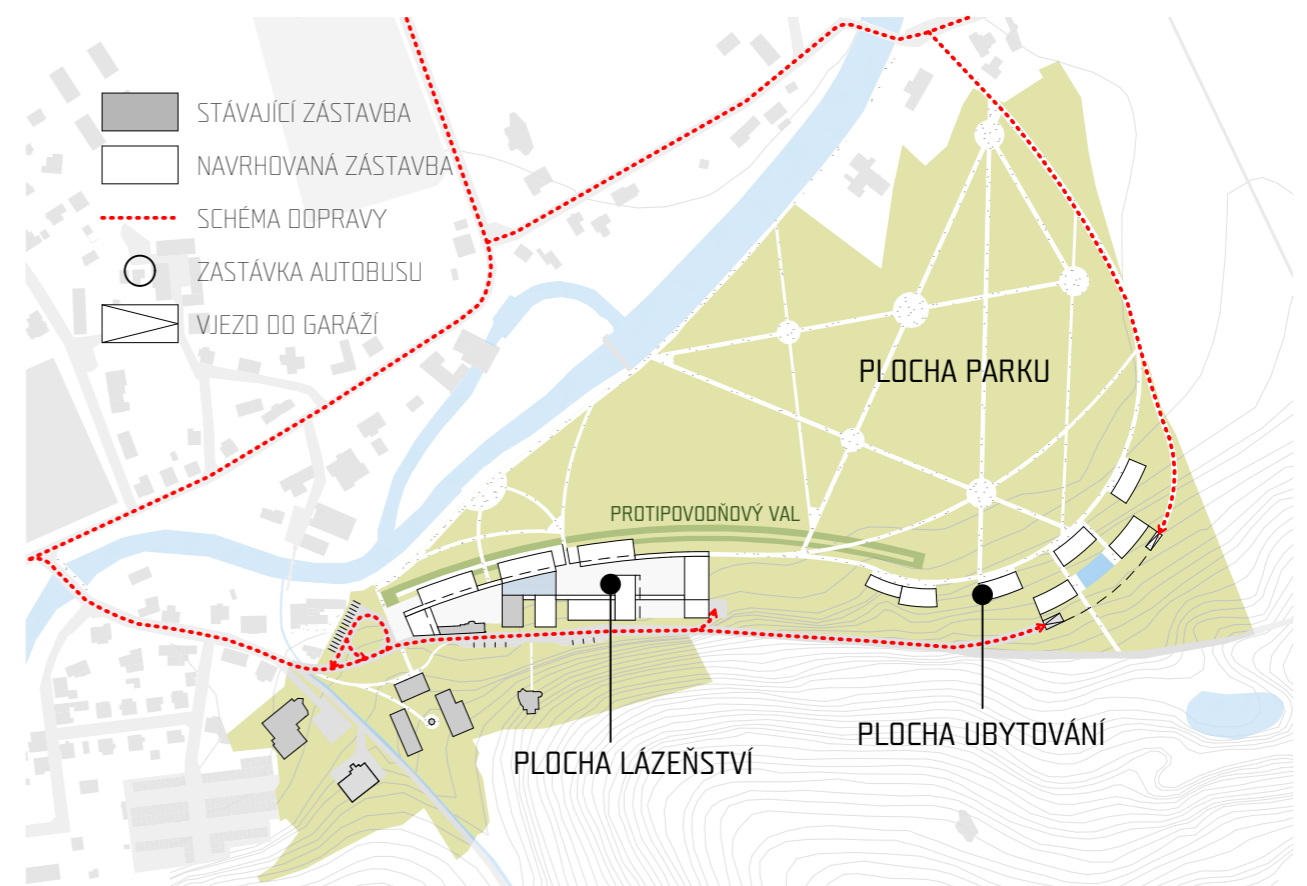 STÁVAJÍCÍ ZÁSTAVBA
NAVRHOVANÁ ZÁSTAVBA
SCHÉMA DOPRAVY
ZASTÁVKA AUTOBUSU
VJEZD DO GARÁŽÍ
PLOCHA PARKU
PROTIPOVODŇOVÝ VAL
PLOCHA UBYTOVÁNÍ
PLOCHA LÁZEŇSTVÍ